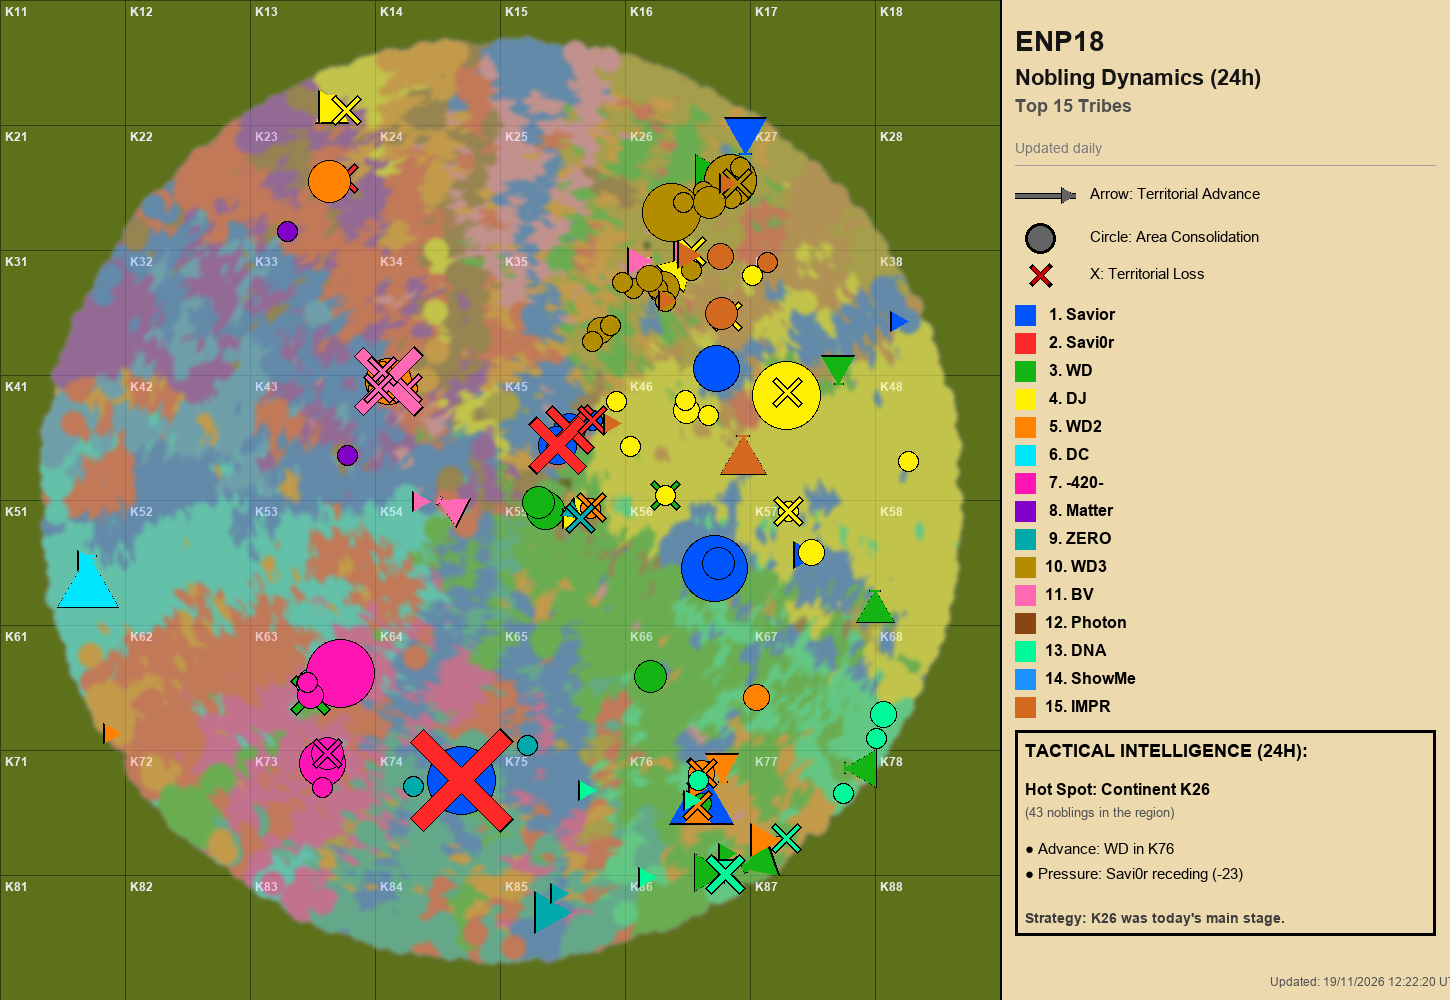 K11 K12 K13 K14 K15 K16 K17 K18
K21 K22 K23 K24 K25 K26 K27 K28
K31 K32 K33 K34 K35 K38
K41 K42 K43 K45 K46 K48
K51 K52 K53 K54 K55 K56 K57 K58
K61 K62 K63 K64 K65 K66 K67 K68
K71 K72 K73 K74 K75 K76 K77 K78
K81 K82 K83 K84 K85 K86 K87 K88
ENP18
Nobling Dynamics (24h)
Top 15 Tribes
Updated daily
Arrow: Territorial Advance
Circle: Area Consolidation
X: Territorial Loss
1. Savior
2. Savi0r
3. WD
4. DJ
5. WD2
6. DC
7. -420-
8. Matter
9. ZERO
10. WD3
11. BV
12. Photon
13. DNA
14. ShowMe
15. IMPR
TACTICAL INTELLIGENCE (24H):
Hot Spot: Continent K26
(43 noblings in the region)
● Advance: WD in K76
● Pressure: Savi0r receding (-23)
Strategy: K26 was today's main stage.
Updated: 19/11/2026 12:22:20 U